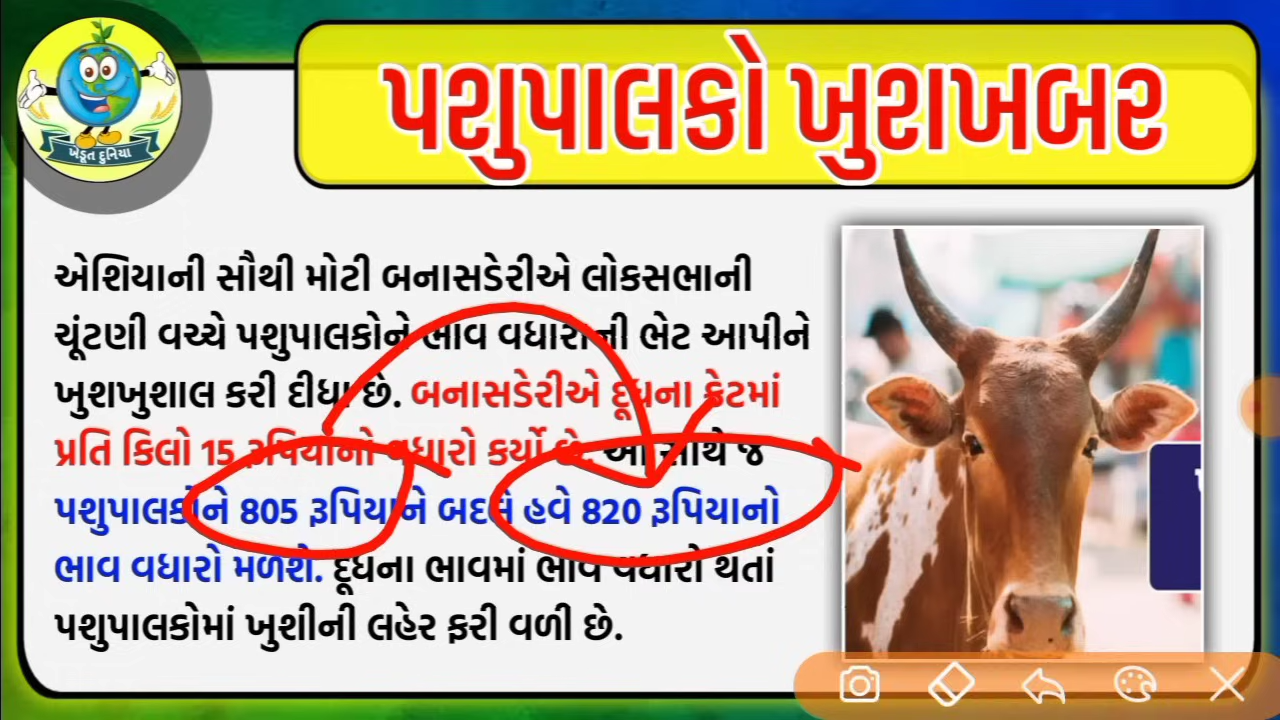 ખેડૂત દુનિયા
પશુપાલકો ખુશખબર
એશિયાની સૌથી મોટી બનાસડેરીએ લોકસભાની
ચૂંટણી વચ્ચે પશુપાલકોને ભાવ વધારાની ભેટ આપીને
ખુશખુશાલ કરી દીધા છે. બનાસડેરીએ દૂધના ફેટમાં
પ્રતિ કિલો 15 રૂપિયાનો વધારો કર્યો છે. આ સાથે જ
પશુપાલકોને 805 રૂપિયાને બદલે હવે 820 રૂપિયાનો
ભાવ વધારો મળશે. દૂધના ભાવમાં ભાવ વધારો થતાં
પશુપાલકોમાં ખુશીની લહેર ફરી વળી છે.